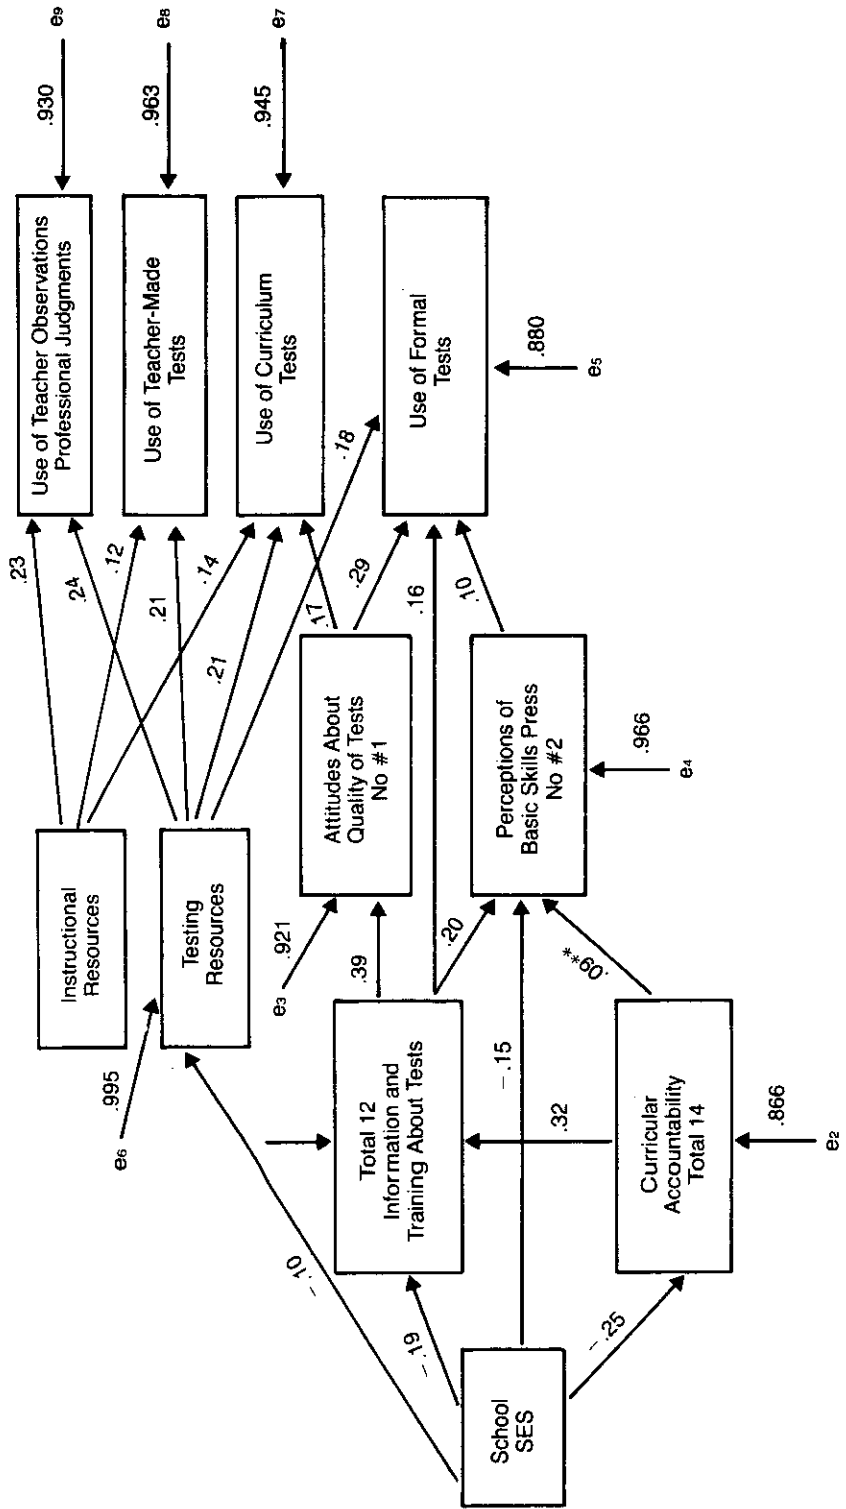 School
SES
-.10
-.19
-.15
-.25
e6
.995
Total 12
Information and
Training About Tests
.32
Curricular
Accountability
Total 14
.866
e2
Instructional
Resources
Testing
Resources
e3
.921
.39
.20
.09**
Attitudes About
Quality of Tests
No #1
Perceptions of
Basic Skills Press
No #2
.966
e4
.23
.24
.12
.21
.14
.21
.18
.17
.29
.16
.10
Use of Teacher Observations
Professional Judgments
Use of Teacher-Made
Tests
Use of Curriculum
Tests
Use of Formal
Tests
.880
e5
.930
e9
.963
e8
.945
e7